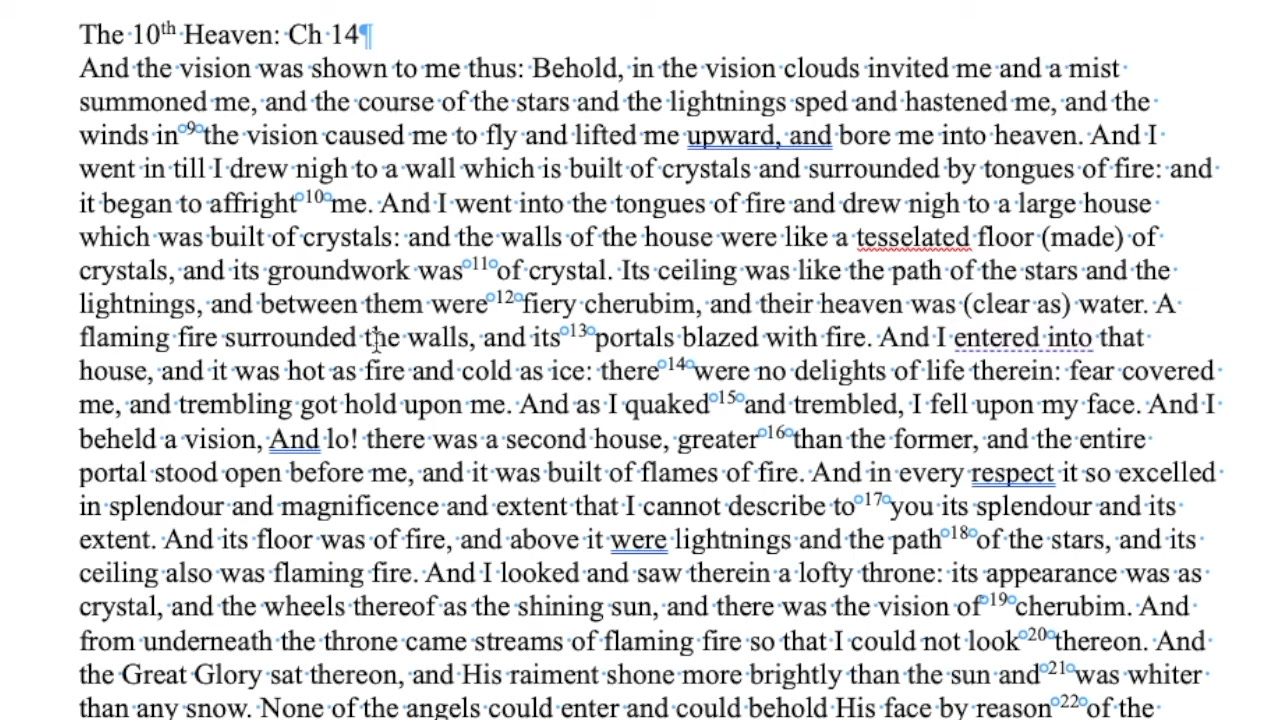 The 10th Heaven: Ch 14¶
And the vision was shown to me thus: Behold, in the vision clouds invited me and a mist
summoned me, and the course of the stars and the lightnings sped and hastened me, and the
winds in 9 the vision caused me to fly and lifted me upward, and bore me into heaven. And I
went in till I drew nigh to a wall which is built of crystals and surrounded by tongues of fire: and
it began to affright 10 me. And I went into the tongues of fire and drew nigh to a large house
which was built of crystals: and the walls of the house were like a tesselated floor (made) of
crystals, and its groundwork was 11 of crystal. Its ceiling was like the path of the stars and the
lightnings, and between them were 12 fiery cherubim, and their heaven was (clear as) water. A
flaming fire surrounded the walls, and its 13 portals blazed with fire. And I entered into that
house, and it was hot as fire and cold as ice: there 14 were no delights of life therein: fear covered
me, and trembling got hold upon me. And as I quaked 15 and trembled, I fell upon my face. And I
beheld a vision, And lo! there was a second house, greater 16 than the former, and the entire
portal stood open before me, and it was built of flames of fire. And in every respect it so excelled
in splendour and magnificence and extent that I cannot describe to 17 you its splendour and its
extent. And its floor was of fire, and above it were lightnings and the path 18 of the stars, and its
ceiling also was flaming fire. And I looked and saw therein a lofty throne: its appearance was as
crystal, and the wheels thereof as the shining sun, and there was the vision of 19 cherubim. And
from underneath the throne came streams of flaming fire so that I could not look 20 thereon. And
the Great Glory sat thereon, and His raiment shone more brightly than the sun and 21 was whiter
than any snow. None of the angels could enter and could behold His face by reason 22 of the